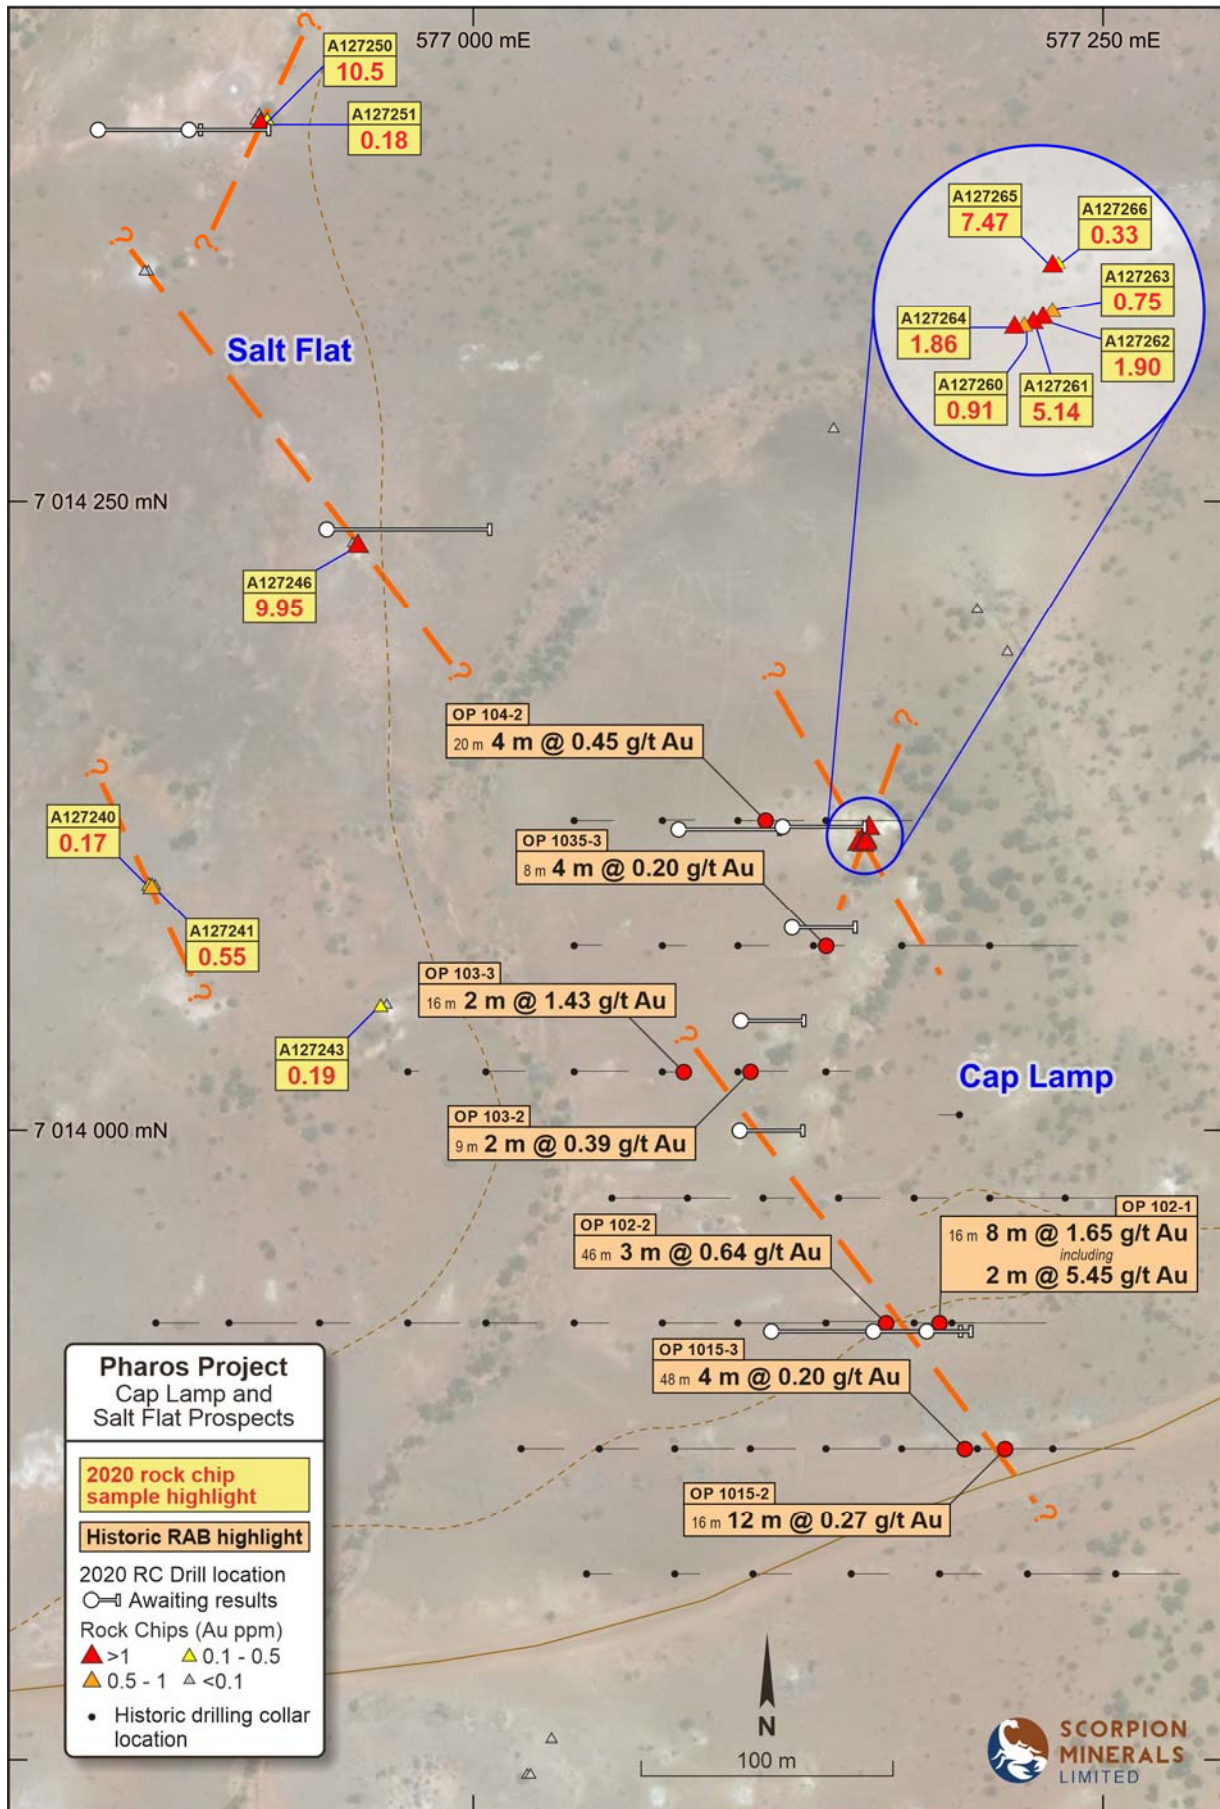 577 000 mE
577 250 mE
?
A127250
10.5
A127251
0.18
?
?
A127265
7.47
A127266
0.33
A127263
0.75
A127264
1.86
A127262
1.90
A127260
0.91
A127261
5.14
Salt Flat
7 014 250 mN
A127246
9.95
?
?
?
OP 104-2
20 m 4 m @ 0.45 g/t Au
?
A127240
0.17
OP 1035-3
8 m 4 m @ 0.20 g/t Au
A127241
0.55
?
OP 103-3
16 m 2 m @ 1.43 g/t Au
?
A127243
0.19
Cap Lamp
OP 103-2
9 m 2 m @ 0.39 g/t Au
7 014 000 mN
OP 102-1
16 m 8 m @ 1.65 g/t Au
including
2 m @ 5.45 g/t Au
OP 102-2
46 m 3 m @ 0.64 g/t Au
OP 1015-3
48 m 4 m @ 0.20 g/t Au
OP 1015-2
16 m 12 m @ 0.27 g/t Au
?
Pharos Project
Cap Lamp and
Salt Flat Prospects
2020 rock chip
sample highlight
Historic RAB highlight
2020 RC Drill location
Awaiting results
Rock Chips (Au ppm)
>1
0.1 - 0.5
0.5 - 1
<0.1
Historic drilling collar
location
N
100 m
SCORPION
MINERALS
LIMITED